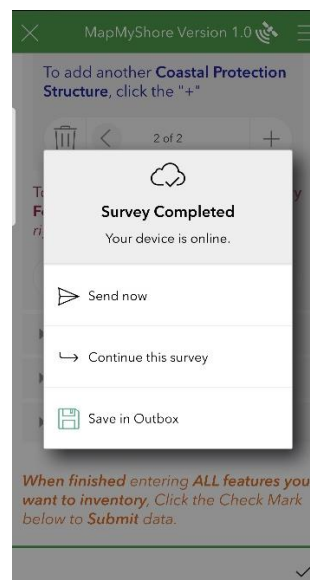 MapMyShore Version 1.0
To add another Coastal Protection
Structure, click the "+"
2 of 2
Survey Completed
Your device is online.
Send now
Continue this survey
Save in Outbox
When finished entering ALL features you
want to inventory, Click the Check Mark
below to Submit data.